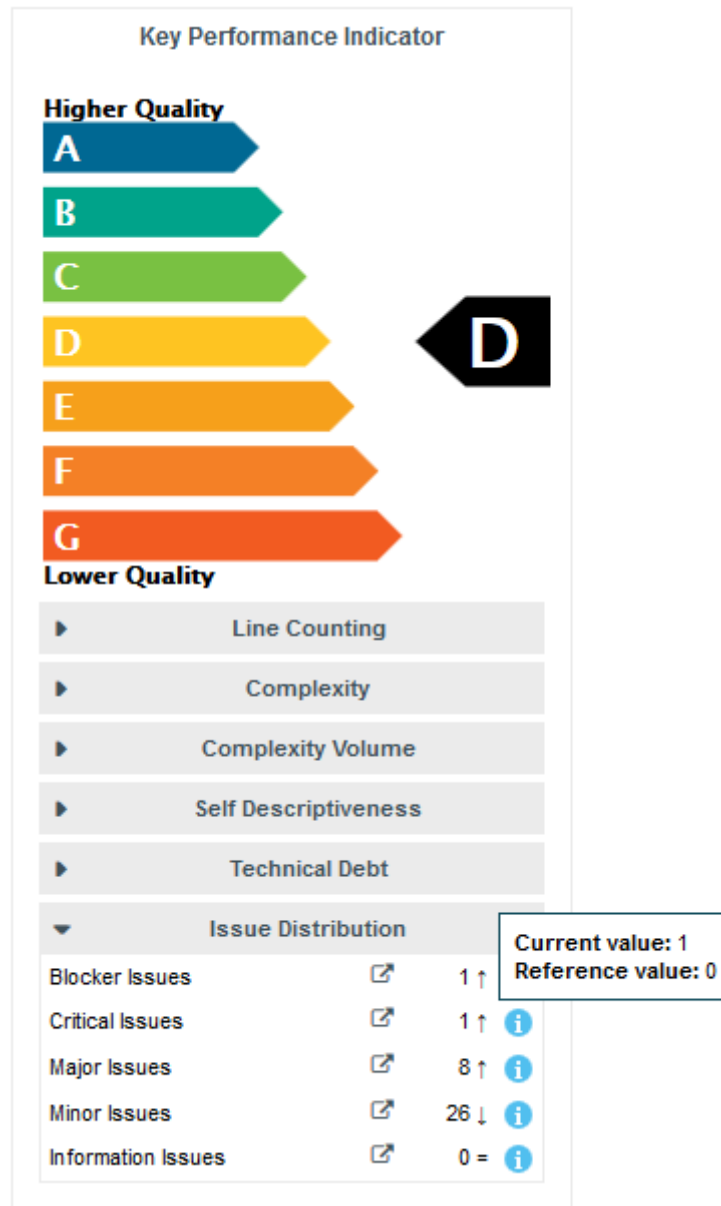 Key Performance Indicator
Higher Quality
A
B
C
D
D
E
F
G
Lower Quality
Line Counting
Complexity
Complexity Volume
Self Descriptiveness
Technical Debt
Issue Distribution
Current value: 1
Reference value: 0
Blocker Issues 1 ↑
Critical Issues 1 ↑ i
Major Issues 8 ↑ i
Minor Issues 26 ↓ i
Information Issues 0 = i